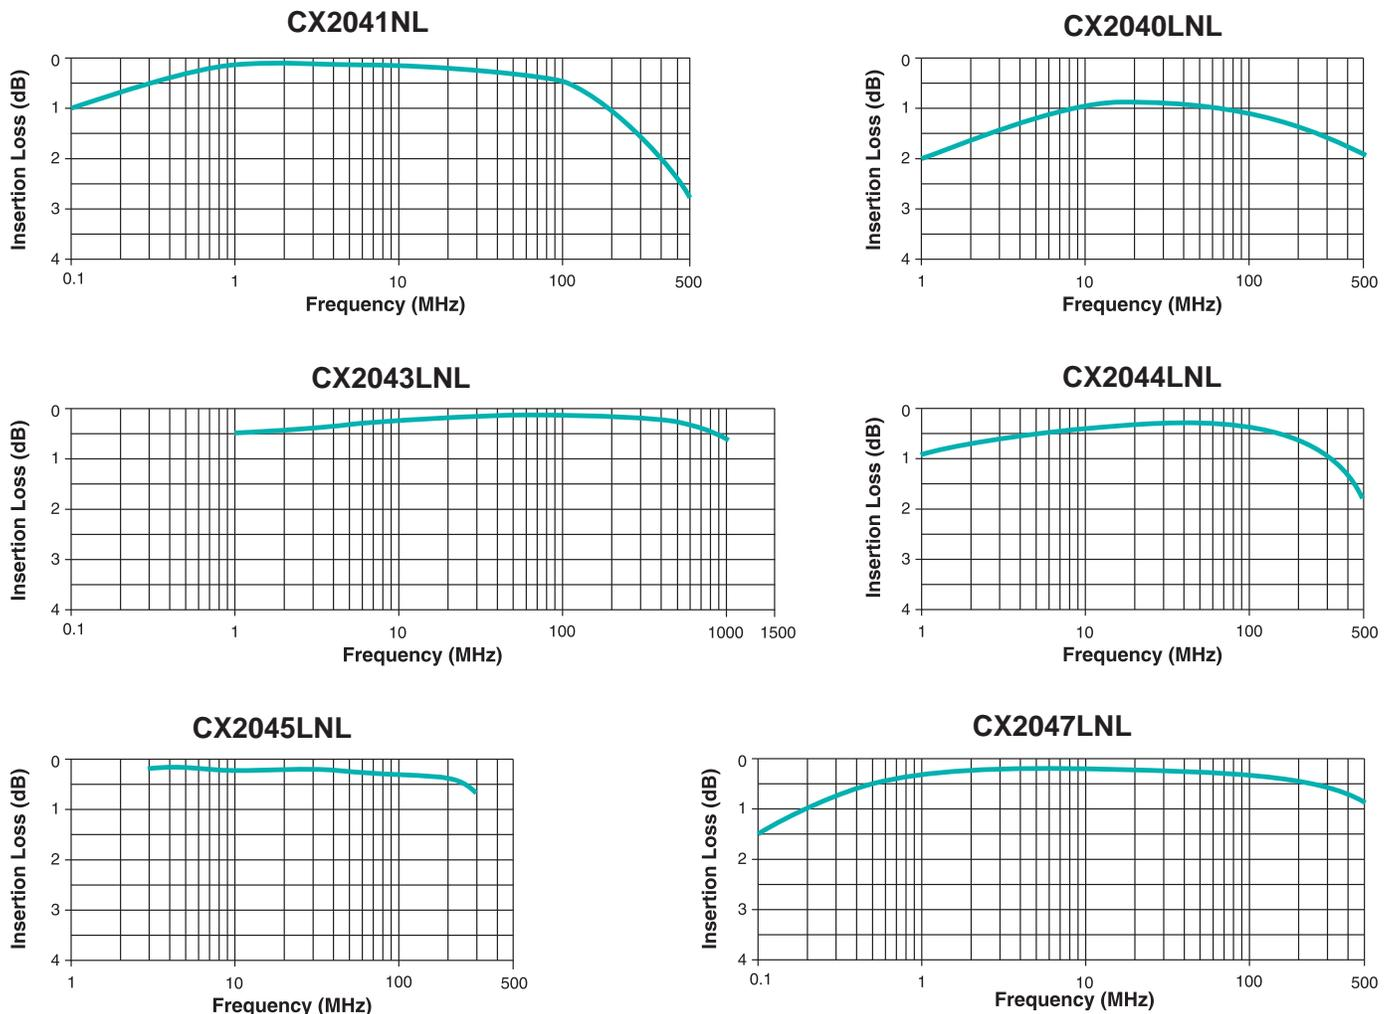 CX2041NL
Insertion Loss (dB)
0
1
2
3
4
0.1 1 10 100 500
Frequency (MHz)
CX2040LNL
Insertion Loss (dB)
0
1
2
3
4
1 10 100 500
Frequency (MHz)
CX2043LNL
Insertion Loss (dB)
0
1
2
3
4
0.1 1 10 100 1000 1500
Frequency (MHz)
CX2044LNL
Insertion Loss (dB)
0
1
2
3
4
1 10 100 500
Frequency (MHz)
CX2045LNL
Insertion Loss (dB)
0
1
2
3
4
1 10 100 500
Frequency (MHz)
CX2047LNL
Insertion Loss (dB)
0
1
2
3
4
0.1 1 10 100 500
Frequency (MHz)